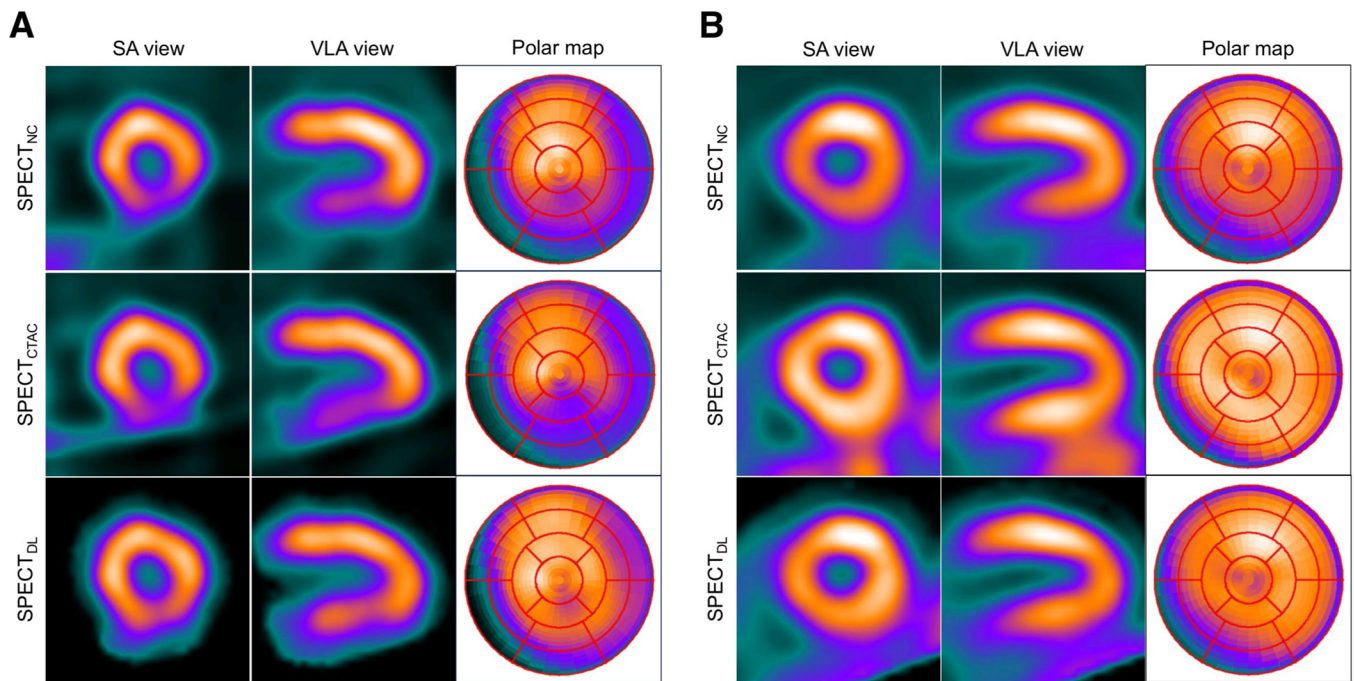 A
B
SA view VLA view Polar map
SA view VLA view Polar map
SPECTNC
SPECTNC
SPECTCTAC
SPECTCTAC
SPECTDL
SPECTDL